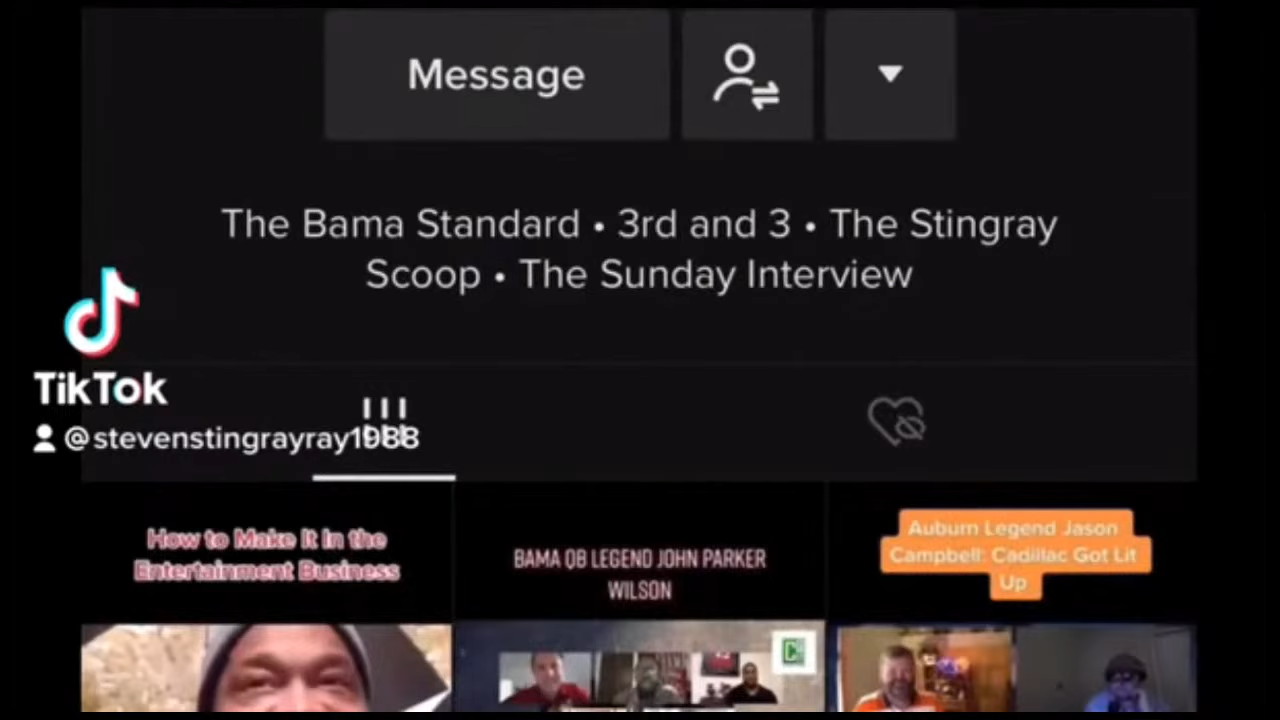 Message
The Bama Standard • 3rd and 3 • The Stingray
Scoop • The Sunday Interview
TikTok
@stevenstingrayray1988
How to Make It In the
Entertainment Business
BAMA QB LEGEND JOHN PARKER
WILSON
Auburn Legend Jason
Campbell: Cadillac Got Lit
Up